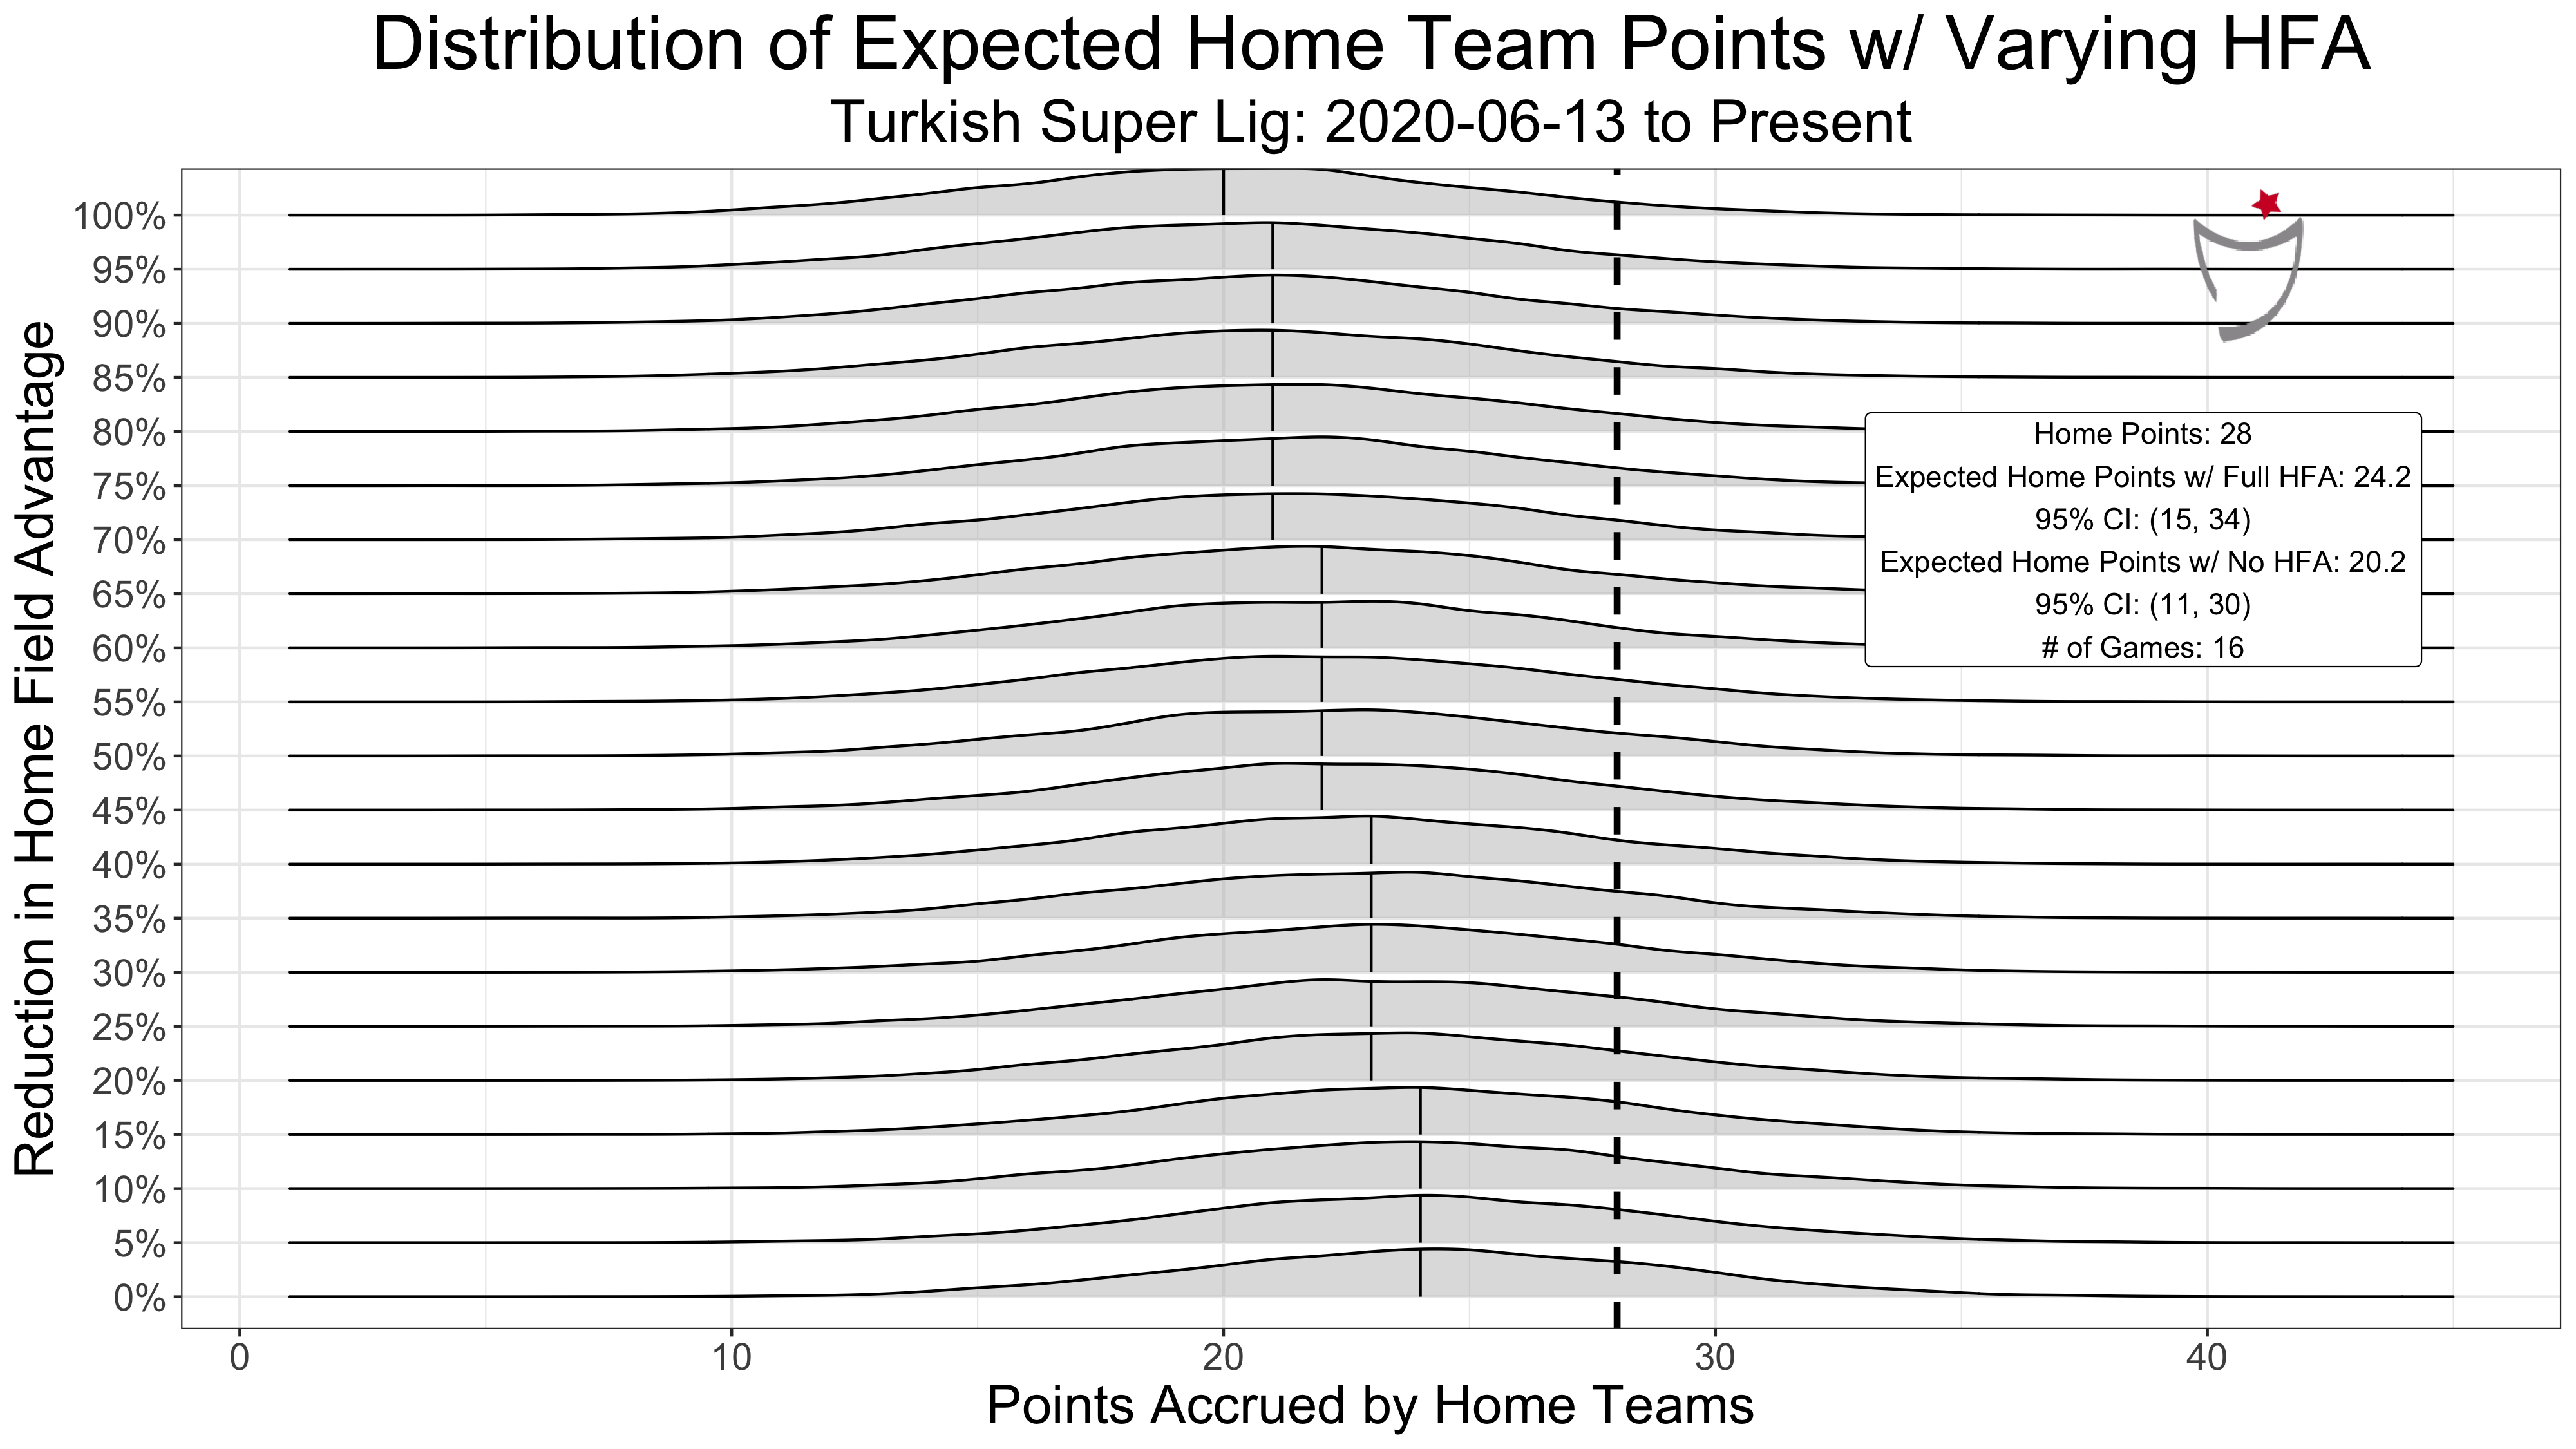 Distribution of Expected Home Team Points w/ Varying HFA
Turkish Super Lig: 2020-06-13 to Present
Reduction in Home Field Advantage
100%
95%
90%
85%
80%
75%
70%
65%
60%
55%
50%
45%
40%
35%
30%
25%
20%
15%
10%
5%
0%
Home Points: 28
Expected Home Points w/ Full HFA: 24.2
95% CI: (15, 34)
Expected Home Points w/ No HFA: 20.2
95% CI: (11, 30)
# of Games: 16
0 10 20 30 40
Points Accrued by Home Teams